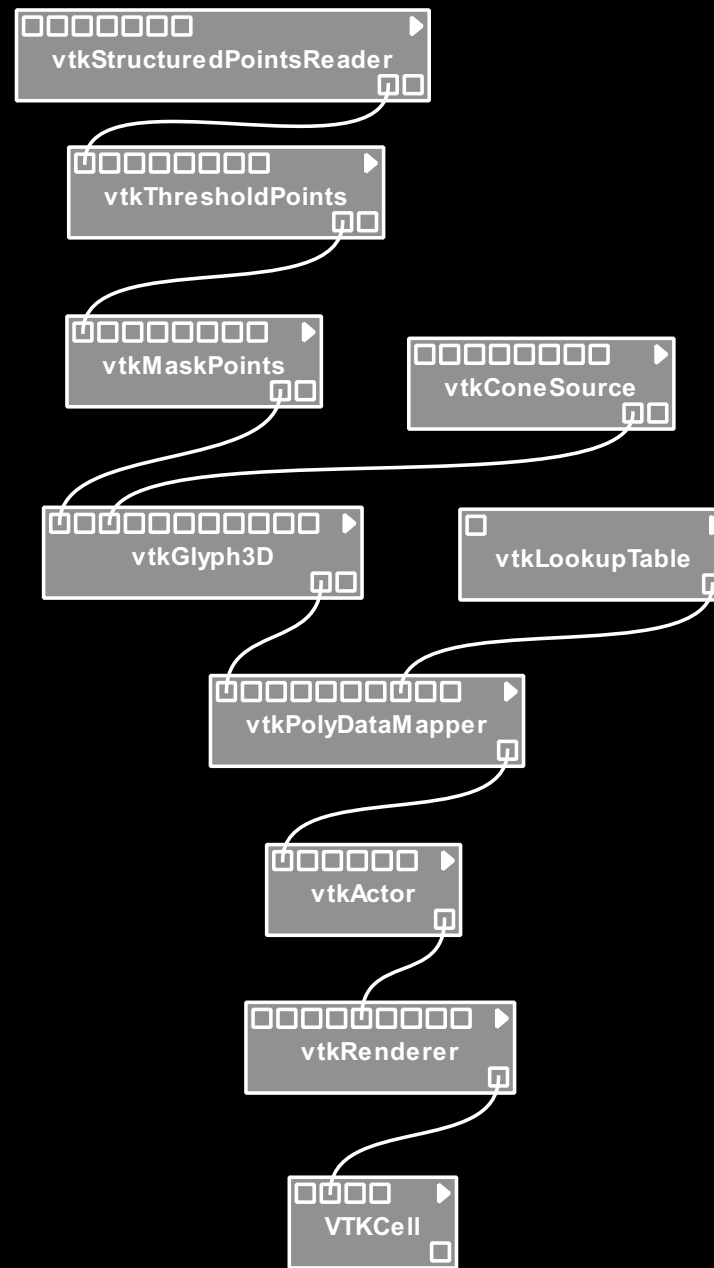 vtkStructuredPointsReader
vtkThresholdPoints
vtkMaskPoints
vtkConeSource
vtkGlyph3D
vtkLookupTable
vtkPolyDataMapper
vtkActor
vtkRenderer
VTKCell